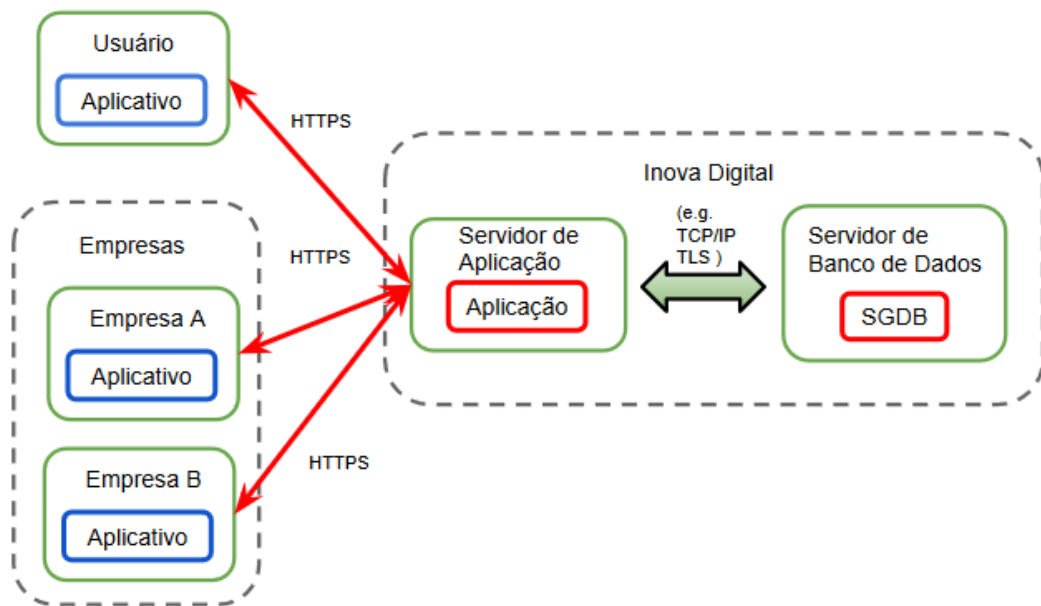 Usuário
Aplicativo
HTTPS
Empresas
HTTPS
Empresa A
Aplicativo
Empresa B
Aplicativo
HTTPS
Inova Digital
Servidor de
Aplicação
Aplicação
(e.g.
TCP/IP
TLS )
Servidor de
Banco de Dados
SGDB